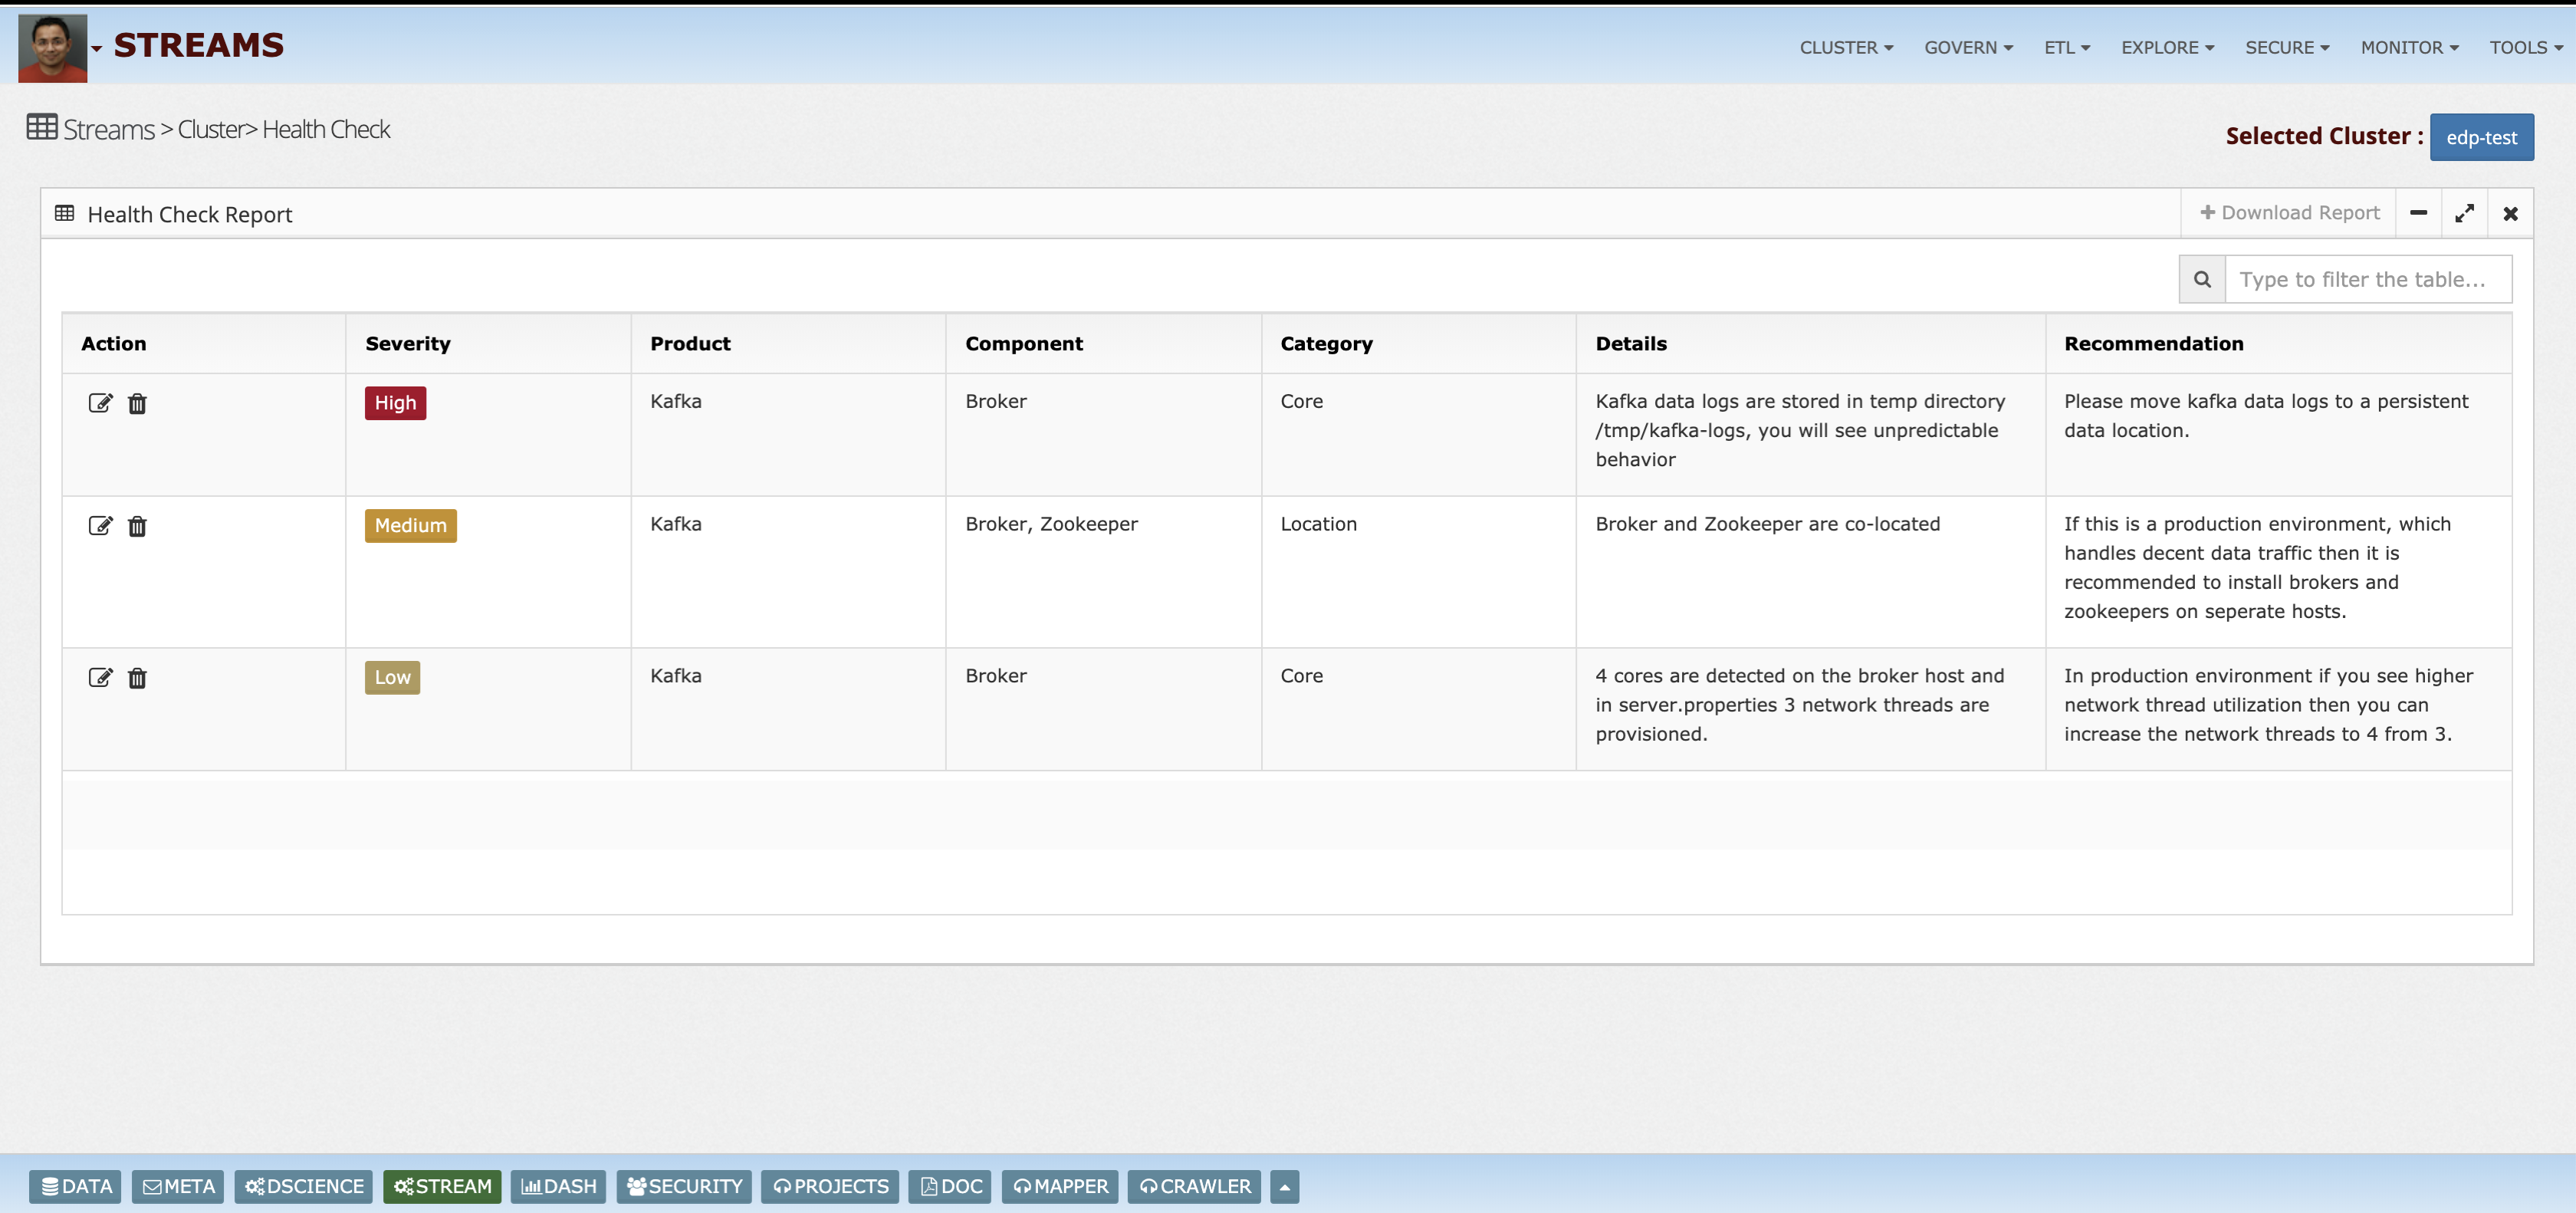 STREAMS
CLUSTER GOVERN ETL EXPLORE SECURE MONITOR TOOLS
Streams > Cluster> Health Check
Selected Cluster : edp-test
Health Check Report
Download Report
Type to filter the table...
Action Severity Product Component Category Details Recommendation
High Kafka Broker Core Kafka data logs are stored in temp directory Please move kafka data logs to a persistent
/tmp/kafka-logs, you will see unpredictable data location.
behavior
Medium Kafka Broker, Zookeeper Location Broker and Zookeeper are co-located If this is a production environment, which
handles decent data traffic then it is
recommended to install brokers and
zookeepers on seperate hosts.
Low Kafka Broker Core 4 cores are detected on the broker host and In production environment if you see higher
in server.properties 3 network threads are network thread utilization then you can
provisioned. increase the network threads to 4 from 3.
DATA META DSCIENCE STREAM DASH SECURITY PROJECTS DOC MAPPER CRAWLER